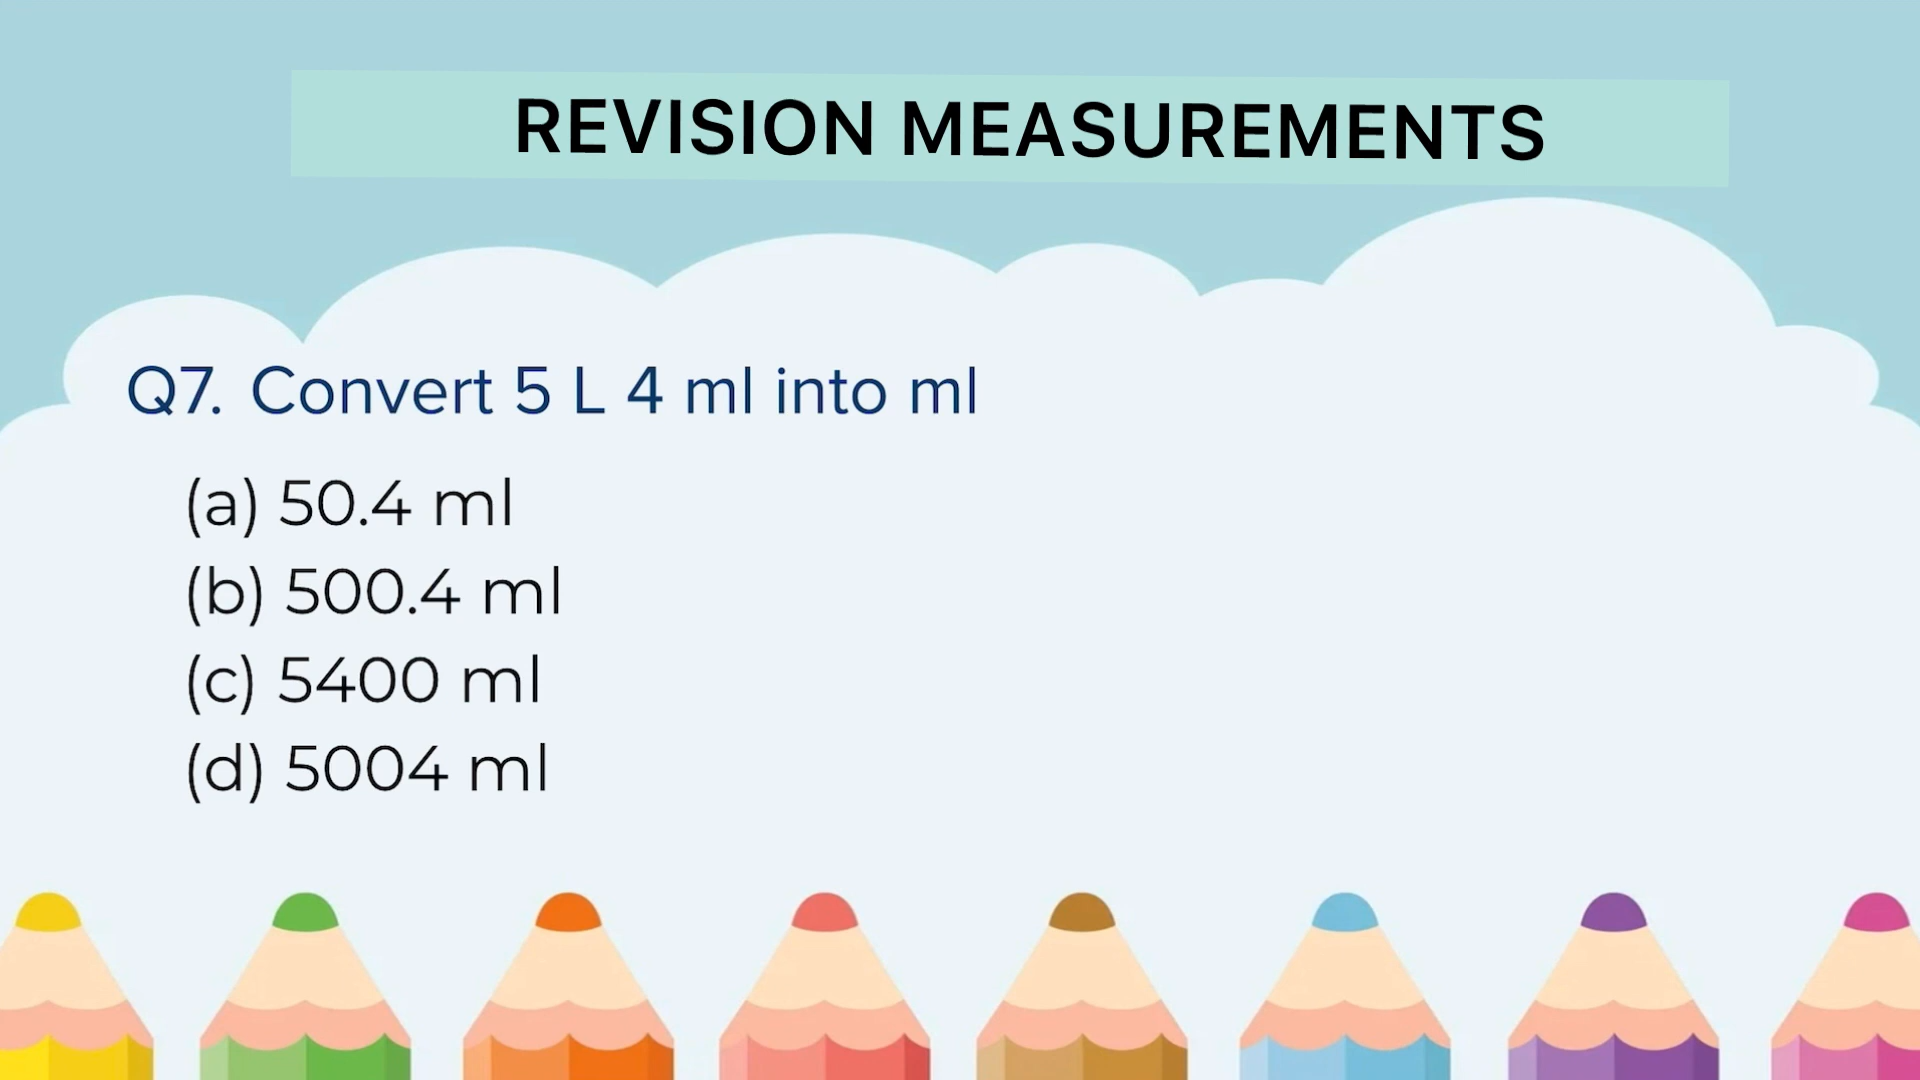 REVISION MEASUREMENTS
Q7. Convert 5 L 4 ml into ml
(a) 50.4 ml
(b) 500.4 ml
(c) 5400 ml
(d) 5004 ml